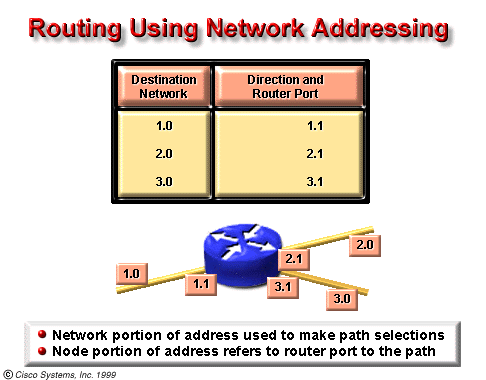 Routing Using Network Addressing
Destination Network
Direction and Router Port
1.0 1.1
2.0 2.1
3.0 3.1
2.0
2.1
1.0
1.1
3.1
3.0
Network portion of address used to make path selections
Node portion of address refers to router port to the path
© Cisco Systems, Inc. 1999